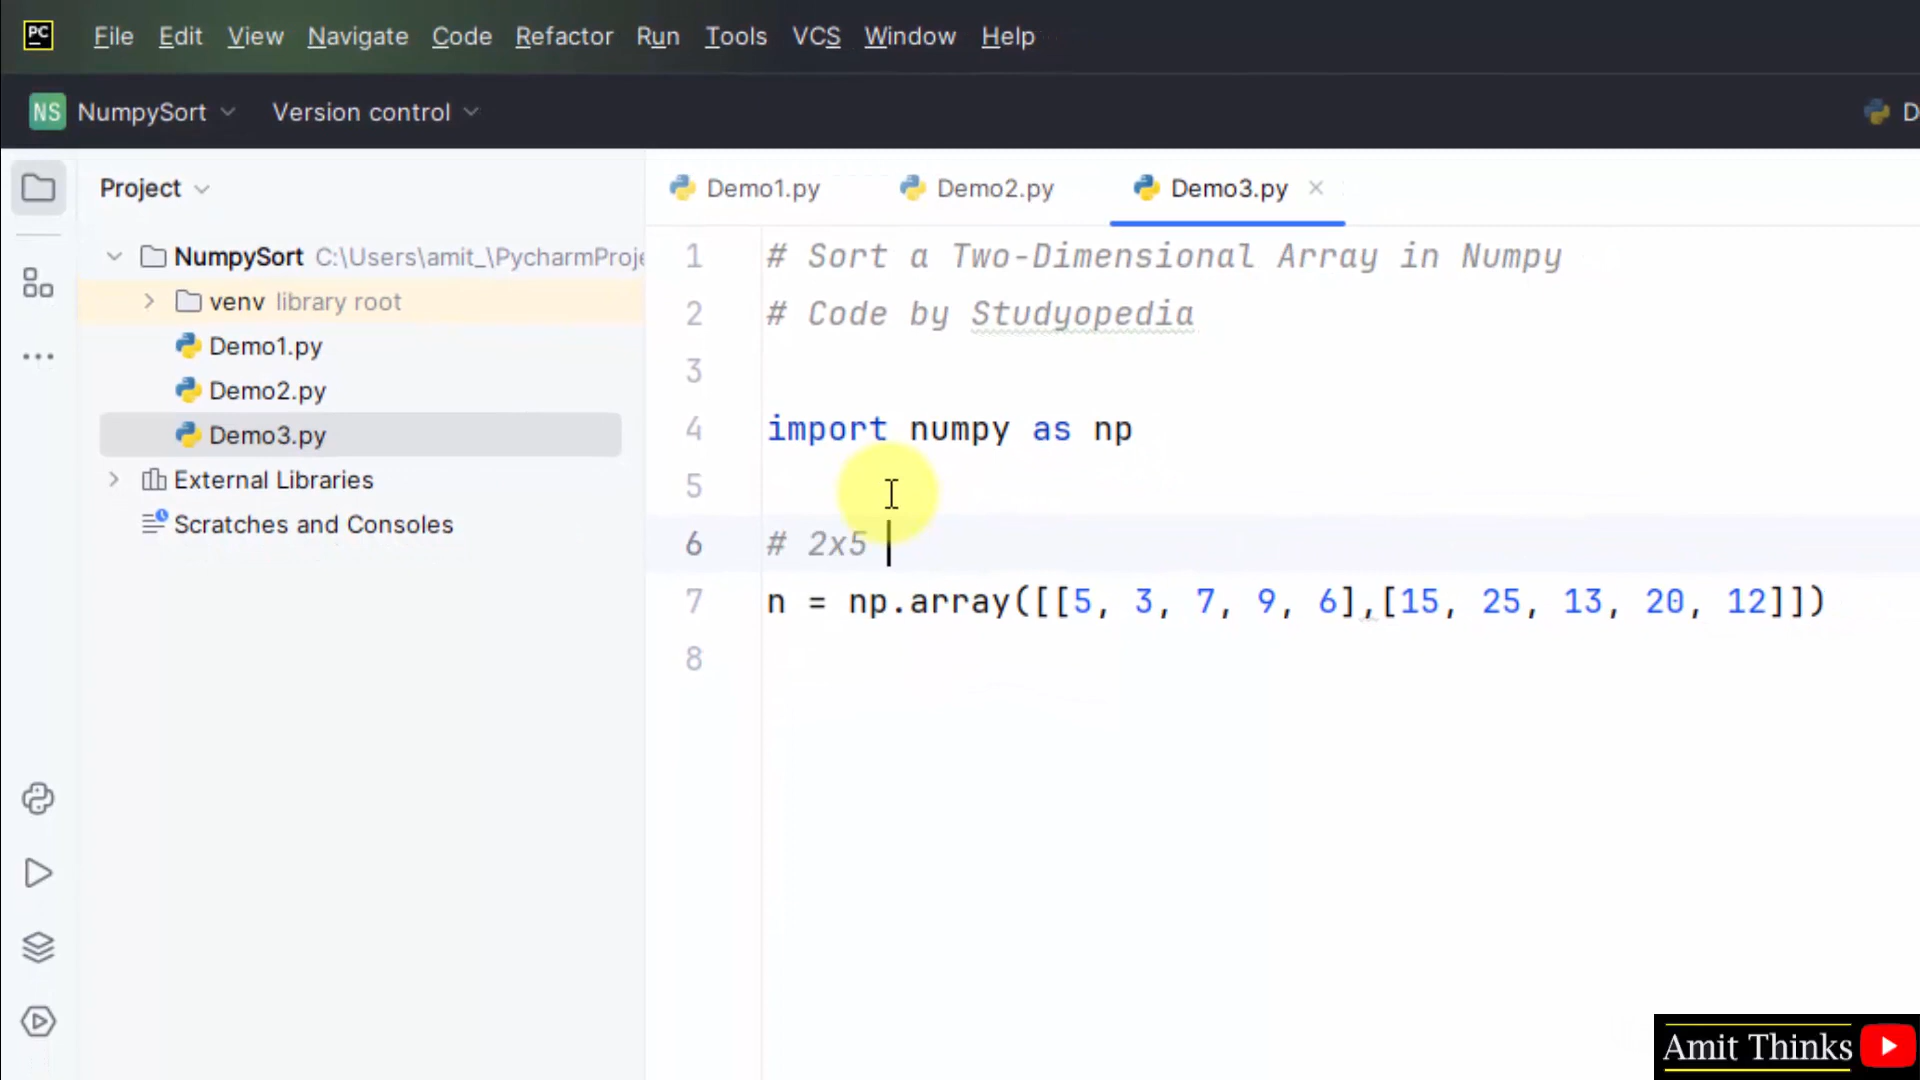 PC File Edit View Navigate Code Refactor Run Tools VCS Window Help
NS NumpySort Version control D
Project
Demo1.py Demo2.py Demo3.py
NumpySort C:\Users\amit_\PycharmProje
venv library root
Demo1.py
Demo2.py
Demo3.py
External Libraries
Scratches and Consoles
1 # Sort a Two-Dimensional Array in Numpy
2 # Code by Studyopedia
3
4 import numpy as np
5
6 # 2x5
7 n = np.array([[5, 3, 7, 9, 6],[15, 25, 13, 20, 12]])
8
Amit Thinks